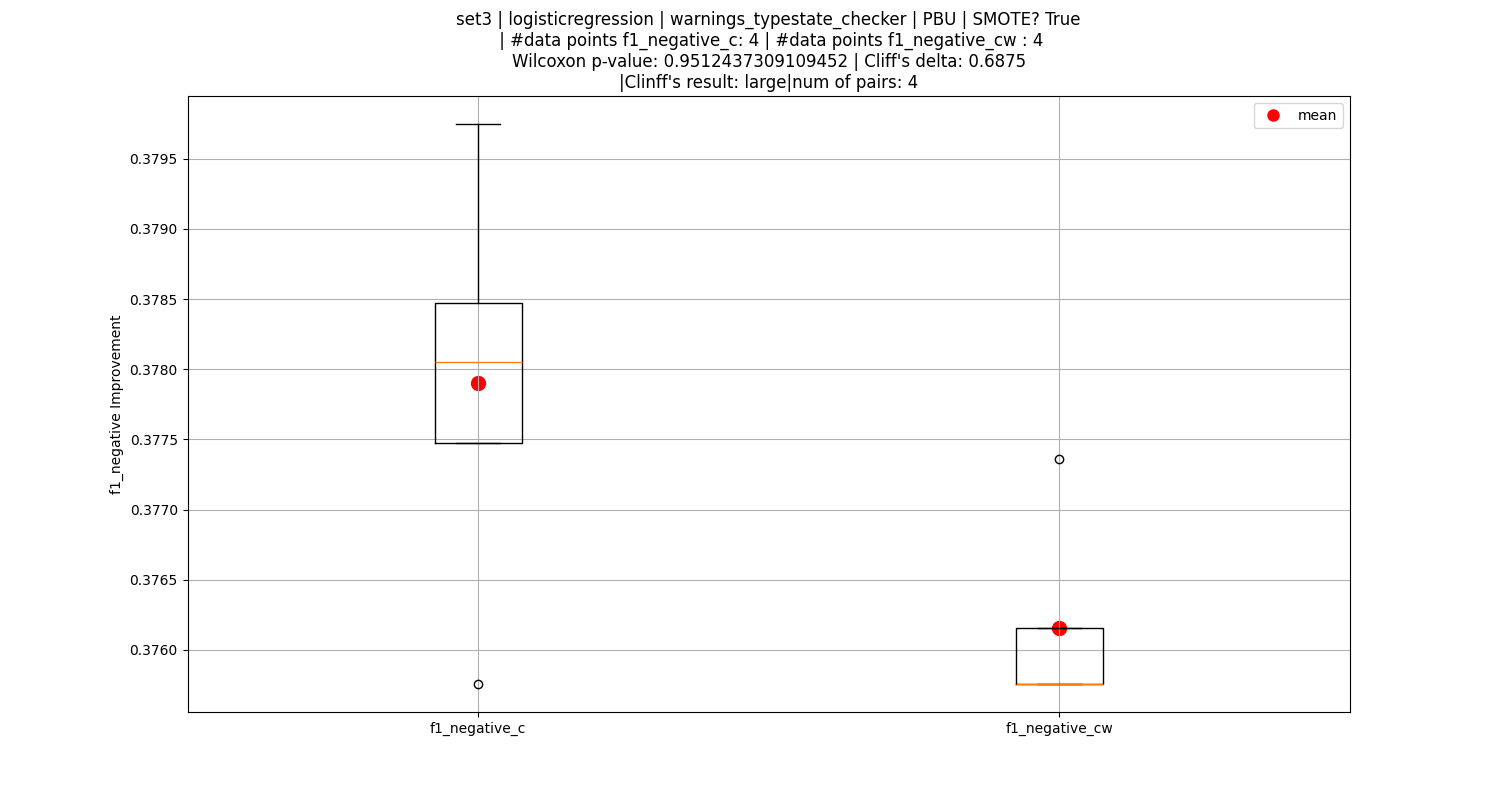 set3 | logisticregression | warnings_typestate_checker | PBU | SMOTE? True
| #data points f1_negative_c: 4 | #data points f1_negative_cw : 4
Wilcoxon p-value: 0.9512437309109452 | Cliff's delta: 0.6875
|Clinff's result: large|num of pairs: 4
mean
0.3795
0.3790
0.3785
0.3780
0.3775
0.3770
0.3765
0.3760
f1_negative Improvement
f1_negative_c
f1_negative_cw